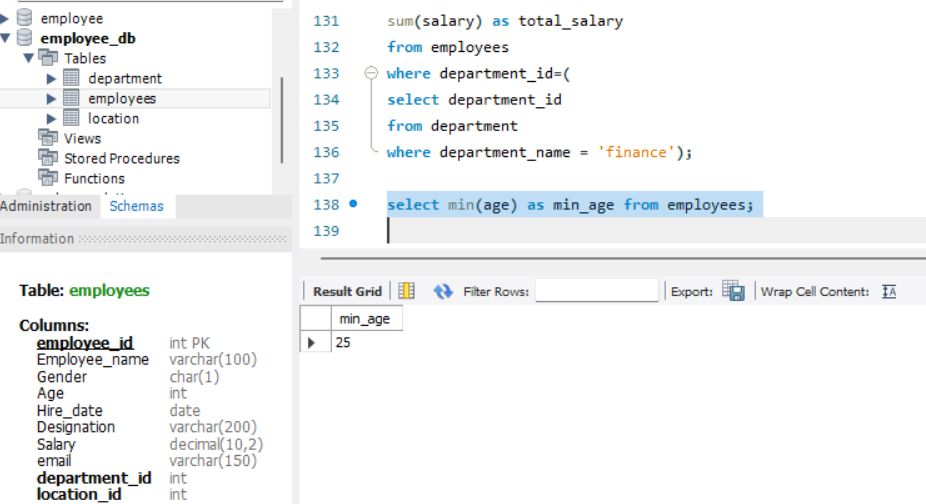 employee
employee_db
Tables
department
employees
location
Views
Stored Procedures
Functions
Administration Schemas
Information
Table: employees
Columns:
employee_id int PK
Employee_name varchar(100)
Gender char(1)
Age int
Hire_date date
Designation varchar(200)
Salary decimal(10,2)
email varchar(150)
department_id int
location_id int
131 sum(salary) as total_salary
132 from employees
133 where department_id=(
134 select department_id
135 from department
136 where department_name = 'finance');
137
138 select min(age) as min_age from employees;
139
Result Grid Filter Rows: Export: Wrap Cell Content:
min_age
25